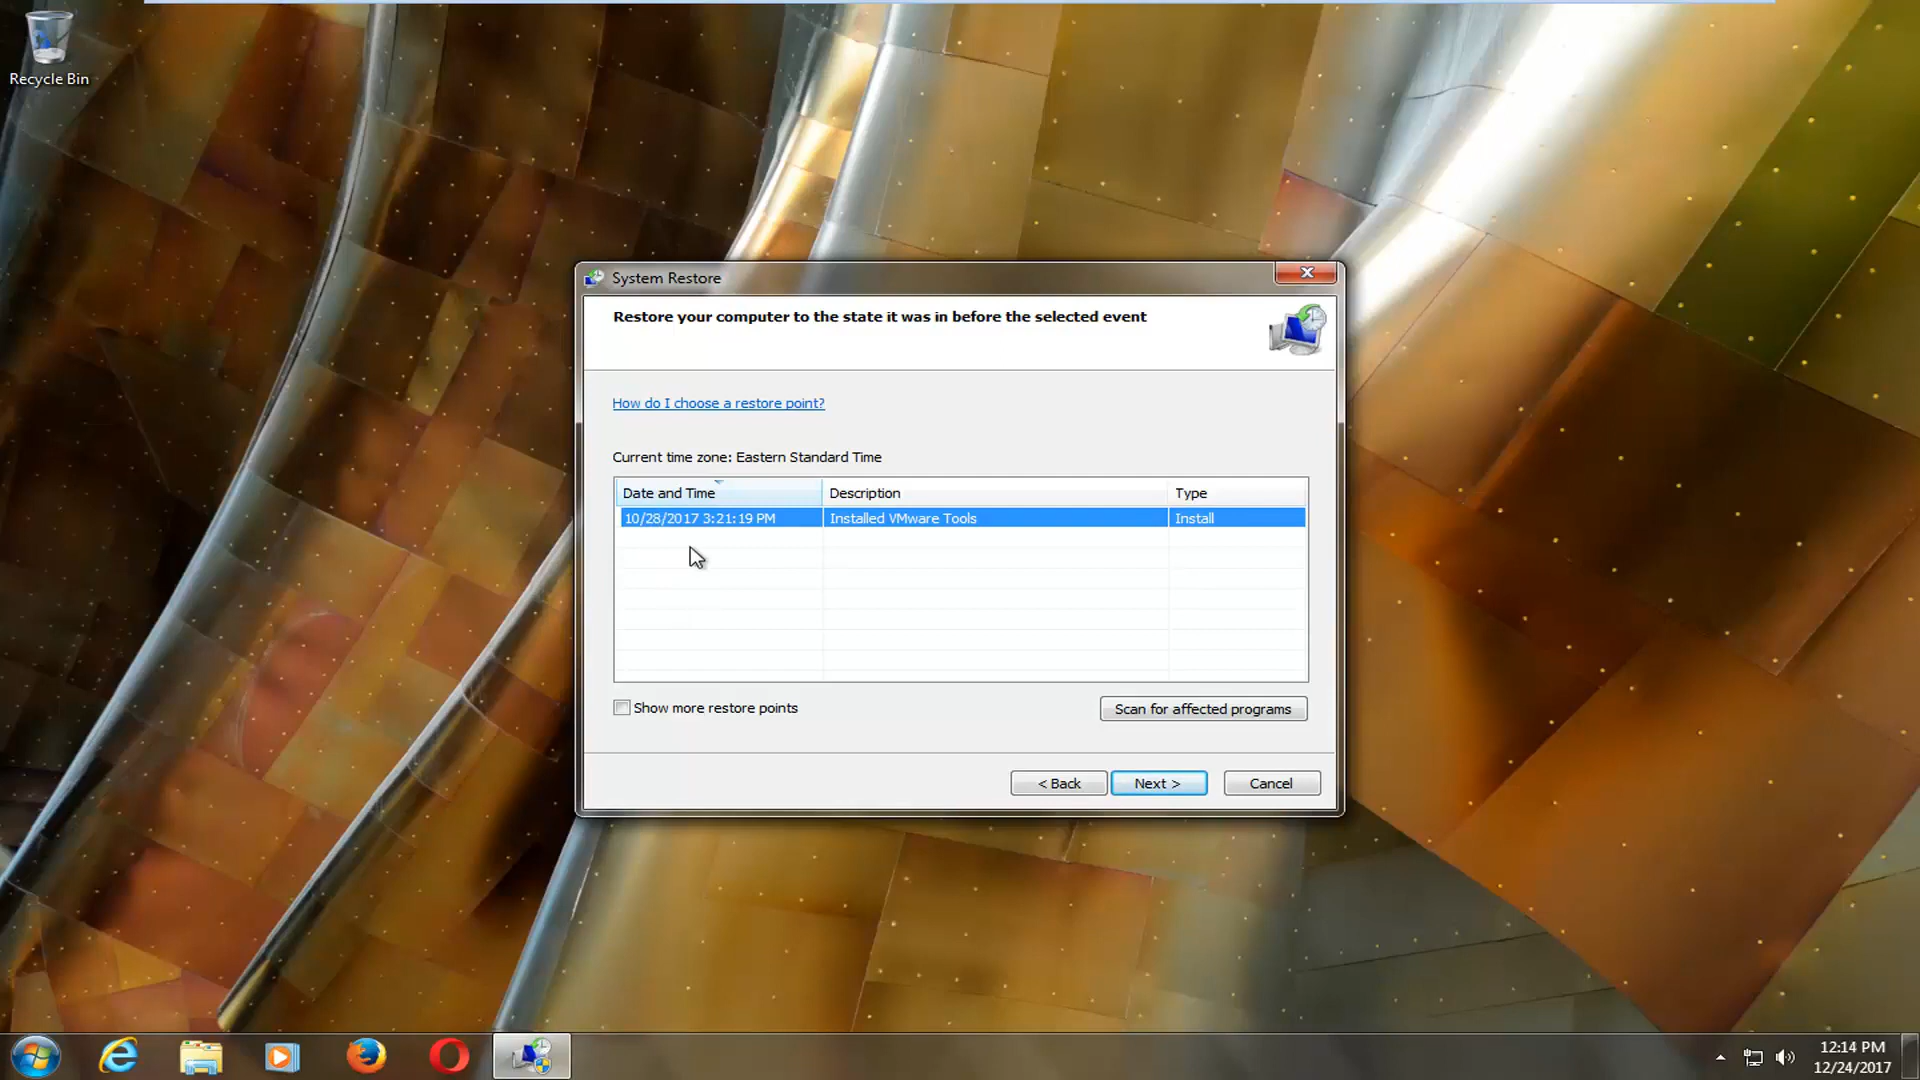 Recycle Bin
System Restore
Restore your computer to the state it was in before the selected event
How do I choose a restore point?
Current time zone: Eastern Standard Time
Date and Time Description Type
10/28/2017 3:21:19 PM Installed VMware Tools Install
Show more restore points Scan for affected programs
< Back Next > Cancel
12:14 PM
12/24/2017